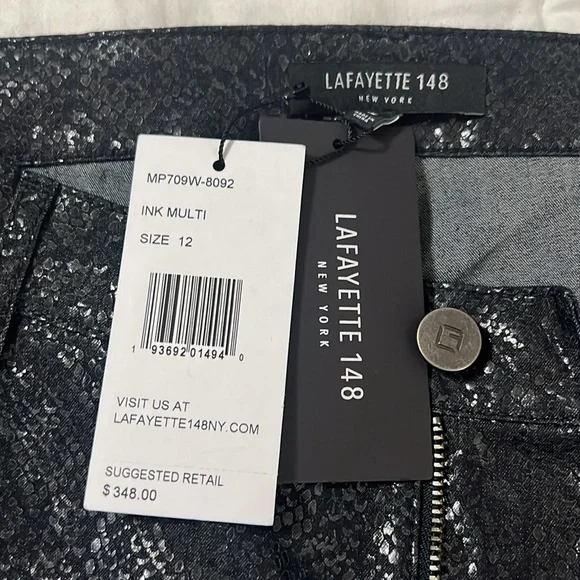 LAFAYETTE 148
NEW YORK
MP709W-8092
INK MULTI
SIZE 12
1 93692 01494 0
VISIT US AT
LAFAYETTE148NY.COM
SUGGESTED RETAIL
$ 348.00
LAFAYETTE 148
NEW YORK